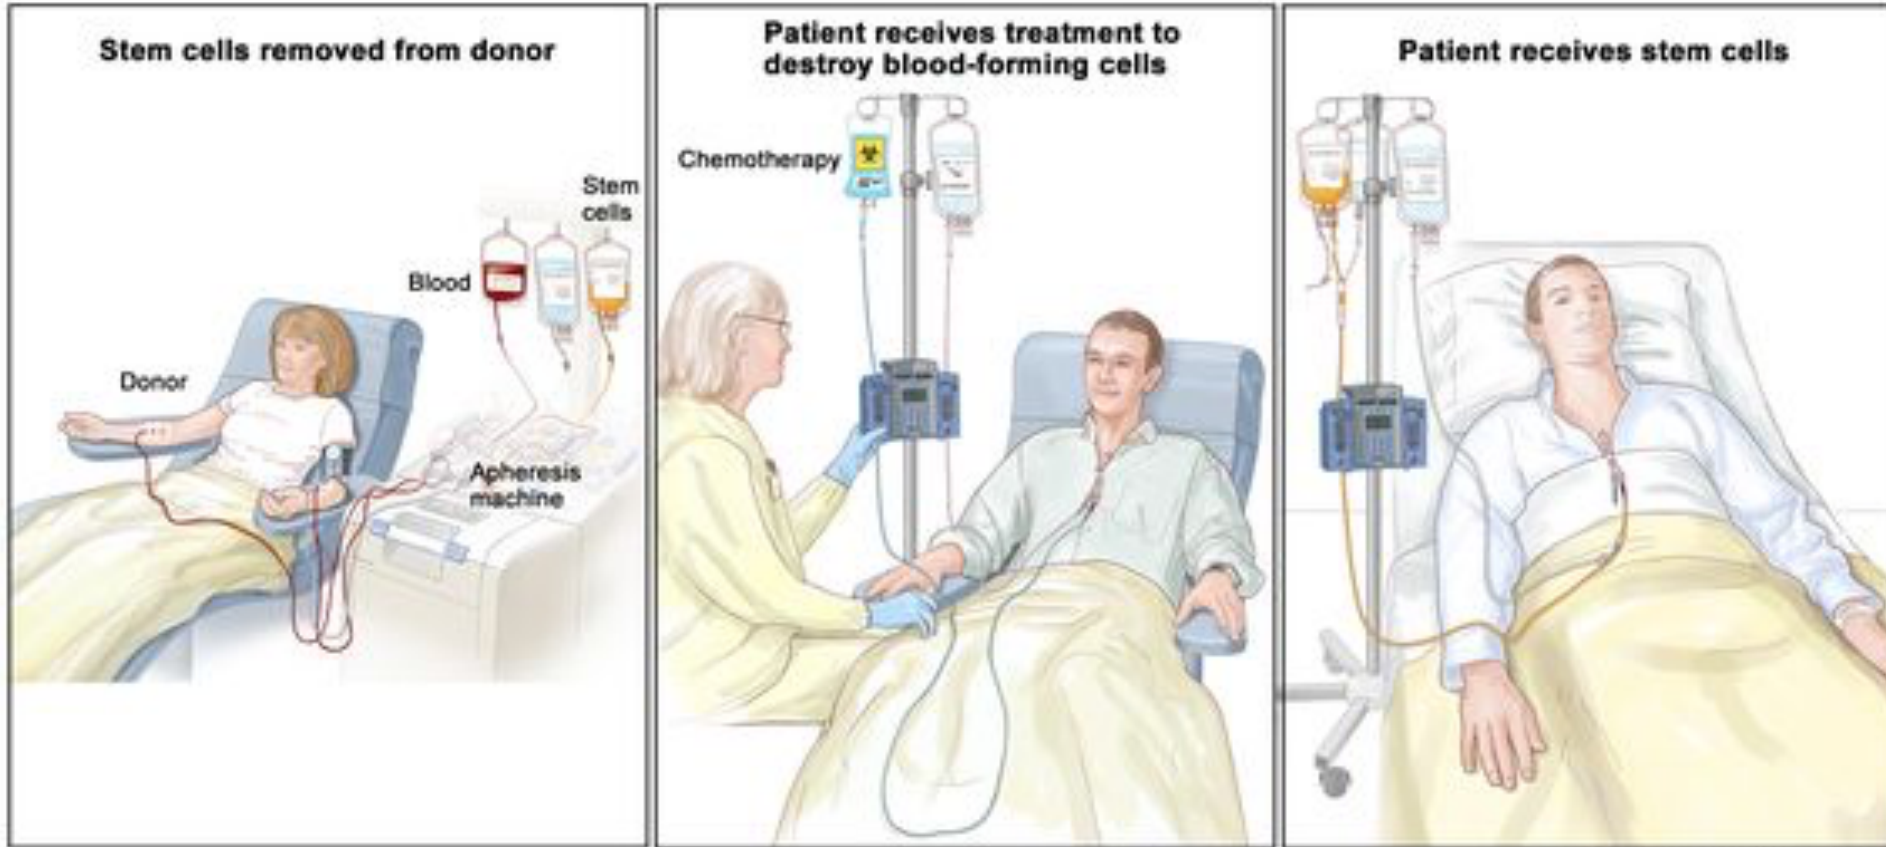 Stem cells removed from donor
Stem
cells
Blood
Donor
Apheresis
machine
Patient receives treatment to
destroy blood-forming cells
Chemotherapy
Patient receives stem cells